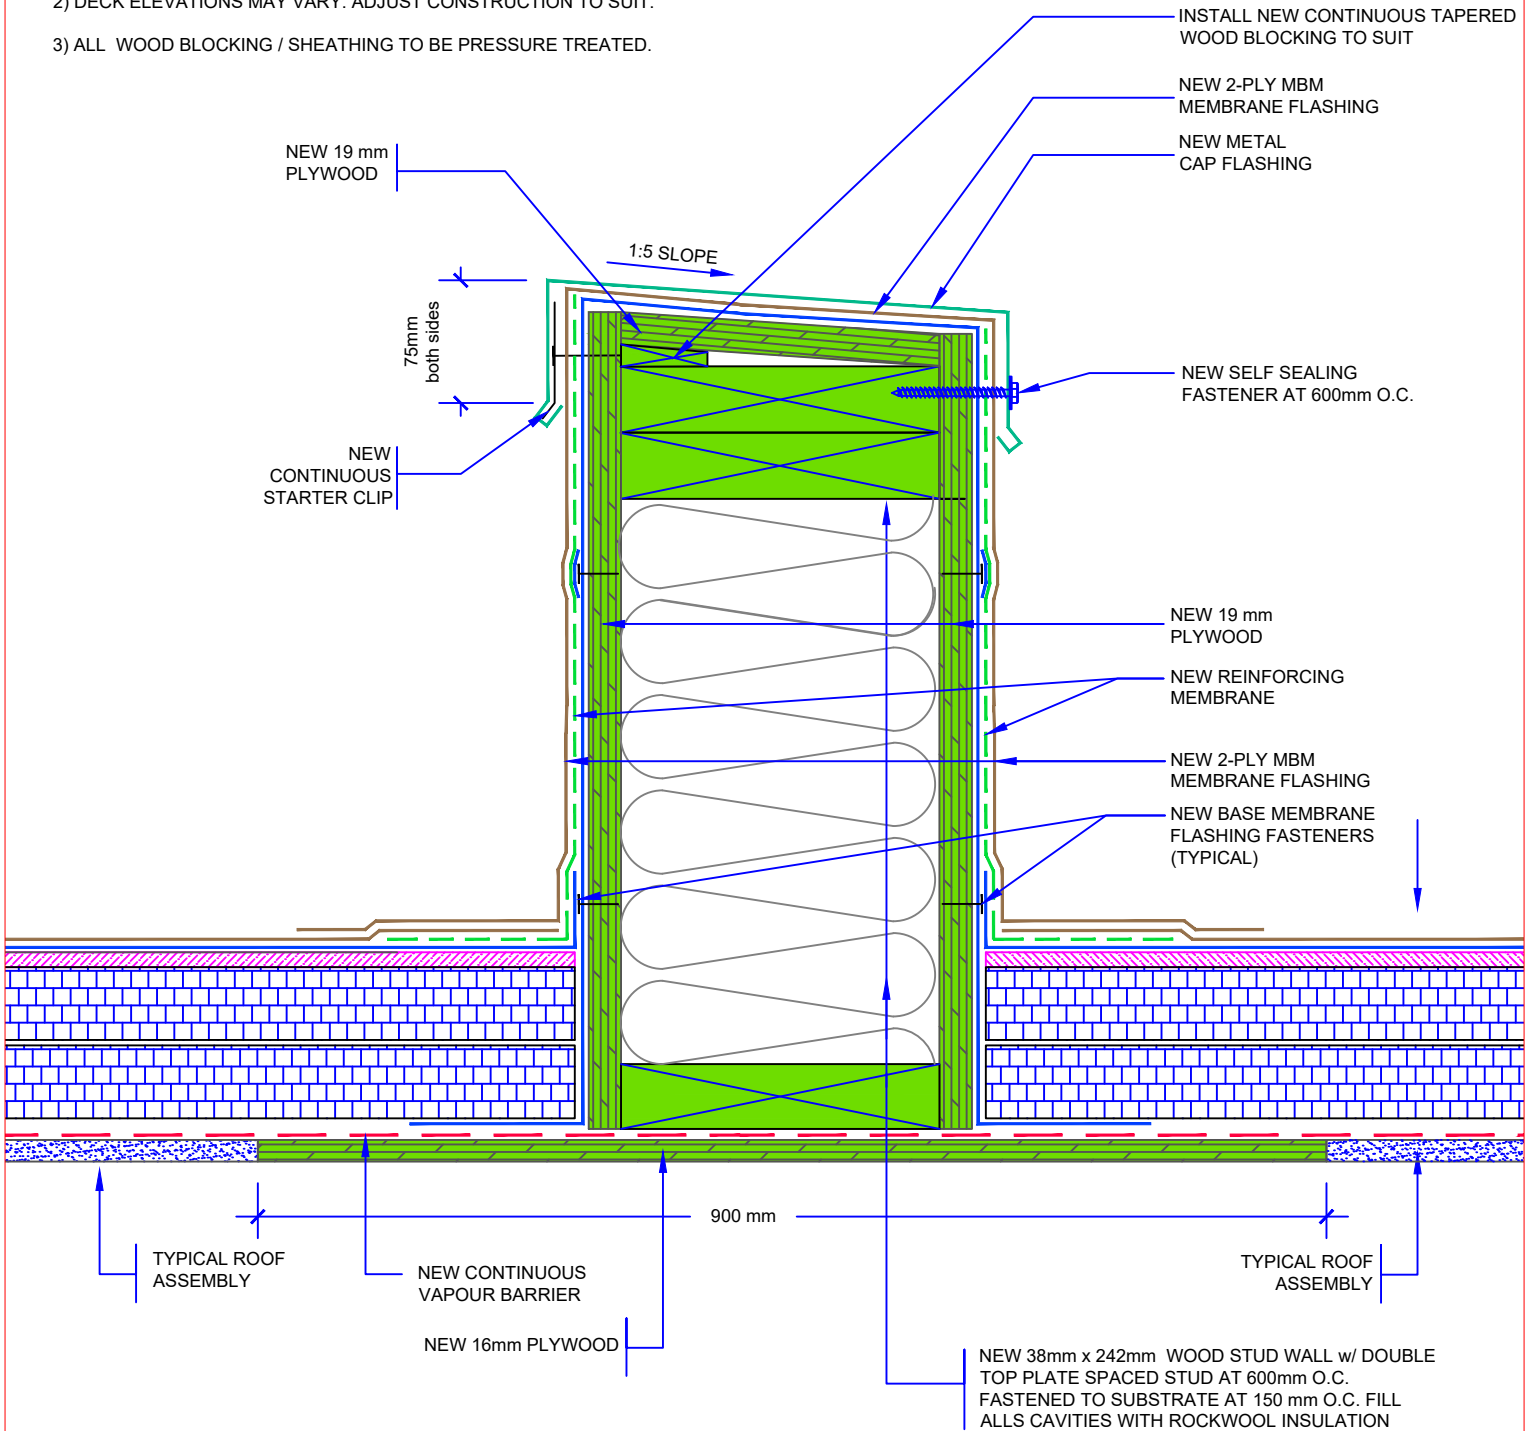 2) DECK ELEVATIONS MAY VARY. ADJUST CONSTRUCTION TO SUIT.
3) ALL WOOD BLOCKING / SHEATHING TO BE PRESSURE TREATED.
INSTALL NEW CONTINUOUS TAPERED
WOOD BLOCKING TO SUIT
NEW 2-PLY MBM
MEMBRANE FLASHING
NEW METAL
CAP FLASHING
NEW 19 mm
PLYWOOD
1:5 SLOPE
75mm
both sides
NEW SELF SEALING
FASTENER AT 600mm O.C.
NEW
CONTINUOUS
STARTER CLIP
NEW 19 mm
PLYWOOD
NEW REINFORCING
MEMBRANE
NEW 2-PLY MBM
MEMBRANE FLASHING
NEW BASE MEMBRANE
FLASHING FASTENERS
(TYPICAL)
900 mm
TYPICAL ROOF
ASSEMBLY
NEW CONTINUOUS
VAPOUR BARRIER
TYPICAL ROOF
ASSEMBLY
NEW 16mm PLYWOOD
NEW 38mm x 242mm WOOD STUD WALL w/ DOUBLE
TOP PLATE SPACED STUD AT 600mm O.C.
FASTENED TO SUBSTRATE AT 150 mm O.C. FILL
ALLS CAVITIES WITH ROCKWOOL INSULATION